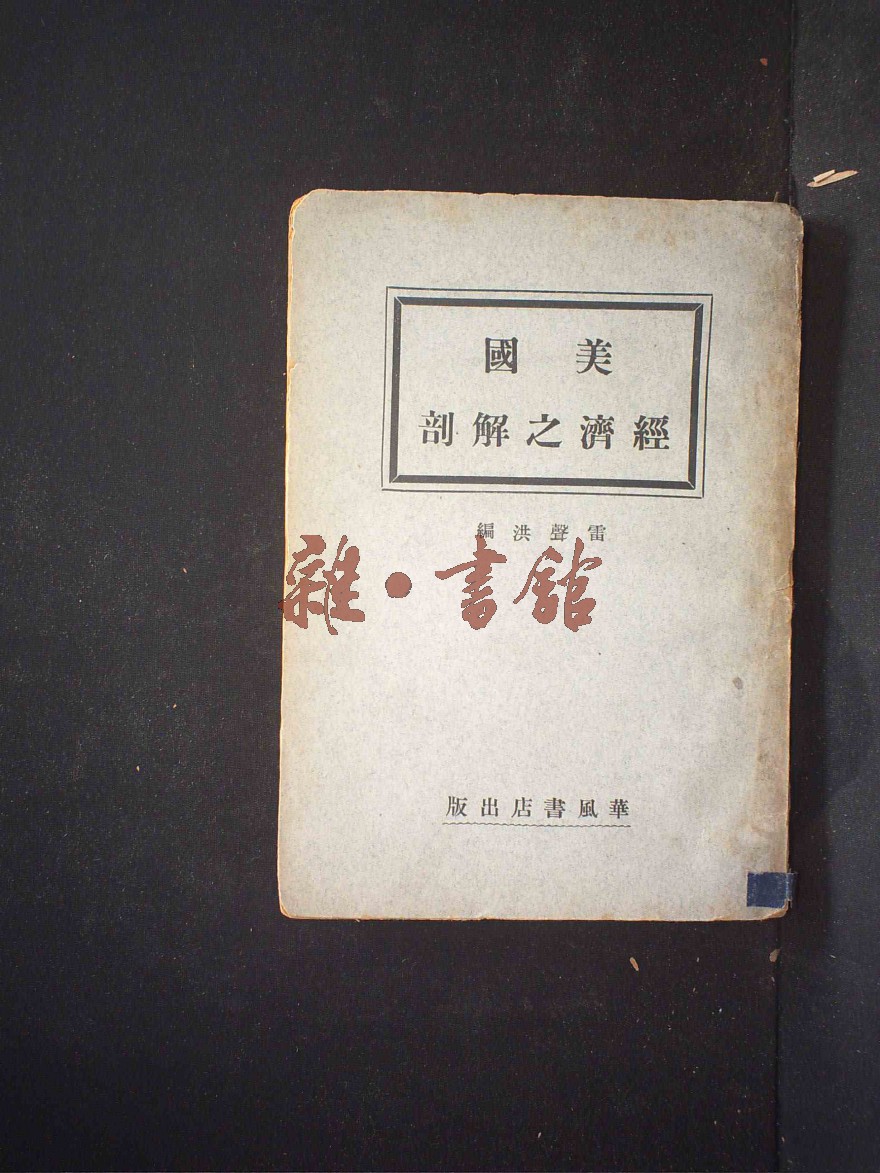 美國
經濟之解剖
雷聲洪編
雜·書館
華風書店出版